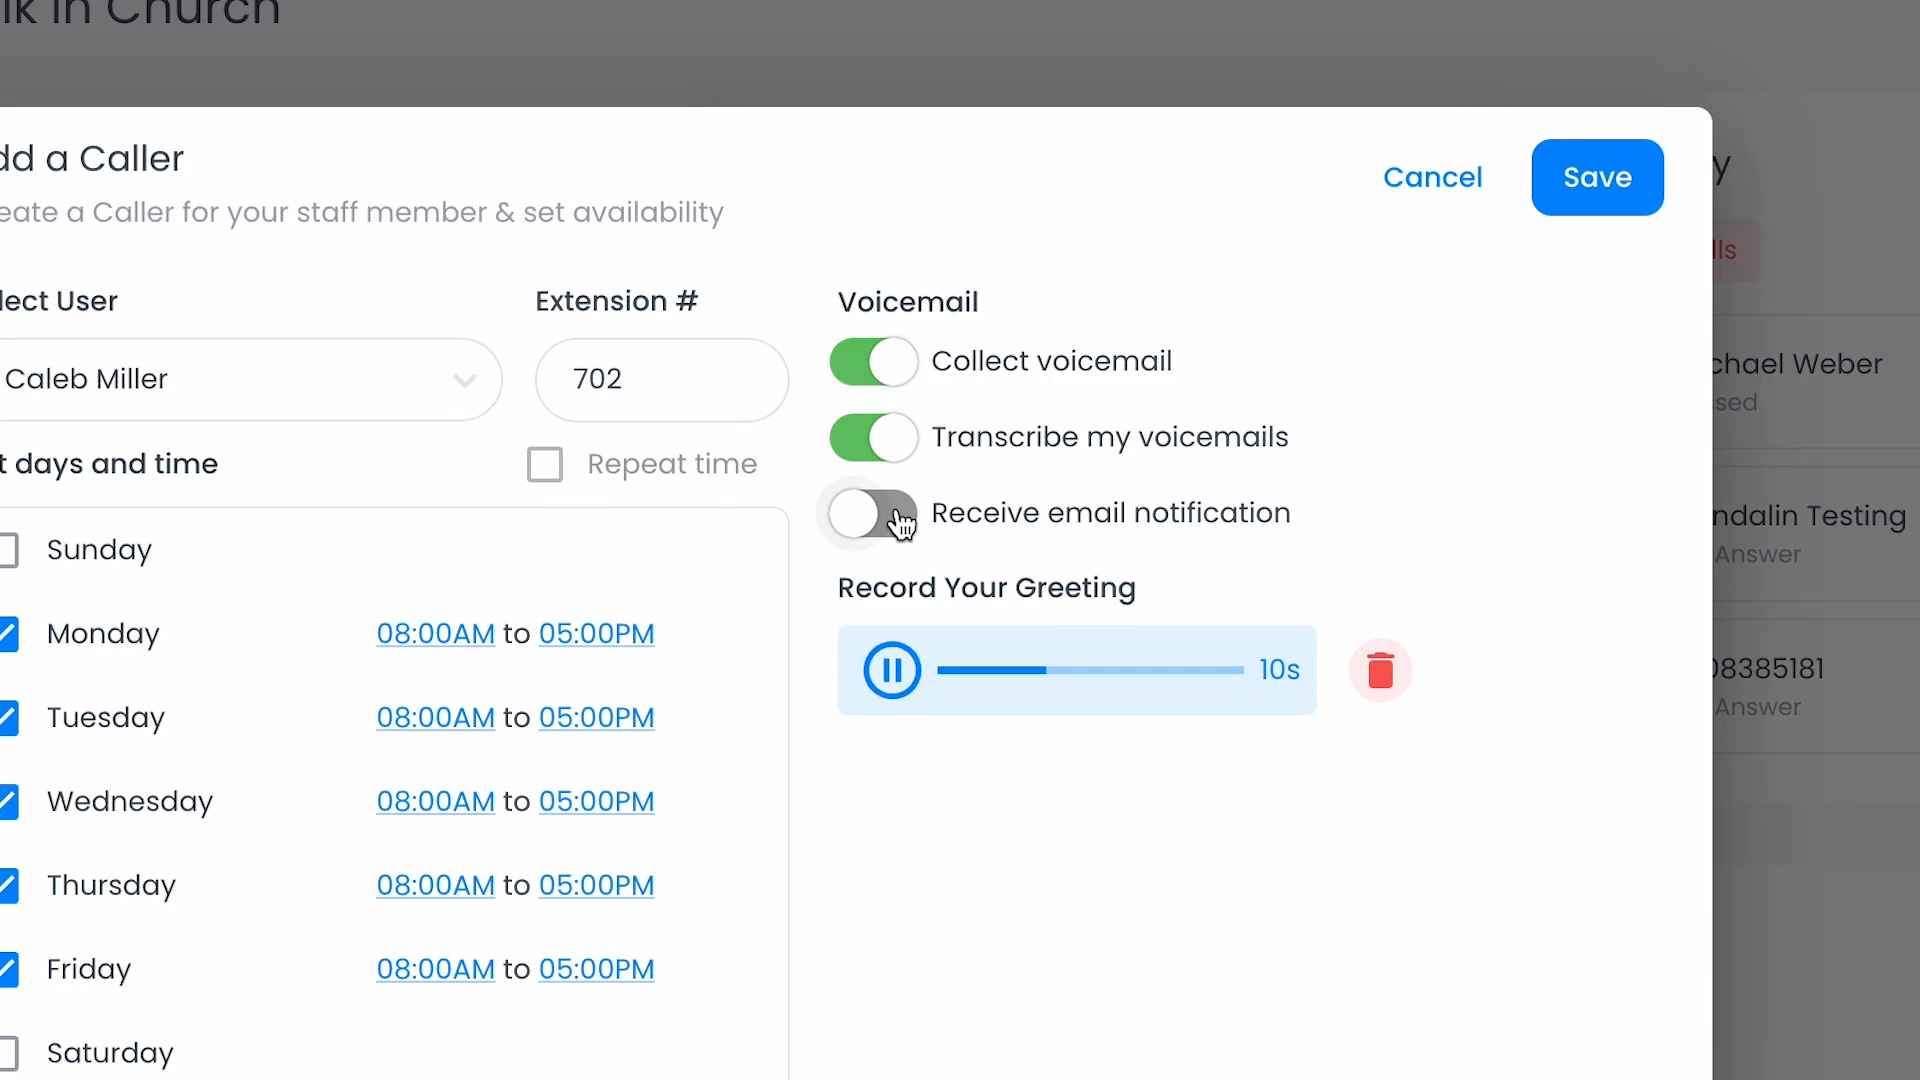 lk In Church
dd a Caller
eate a Caller for your staff member & set availability
Cancel
Save
lect User
Extension #
Caleb Miller
702
t days and time
Repeat time
Sunday
Monday 08:00AM to 05:00PM
Tuesday 08:00AM to 05:00PM
Wednesday 08:00AM to 05:00PM
Thursday 08:00AM to 05:00PM
Friday 08:00AM to 05:00PM
Saturday
Voicemail
Collect voicemail
Transcribe my voicemails
Receive email notification
Record Your Greeting
10s
y
lls
chael Weber
sed
ndalin Testing
Answer
08385181
Answer